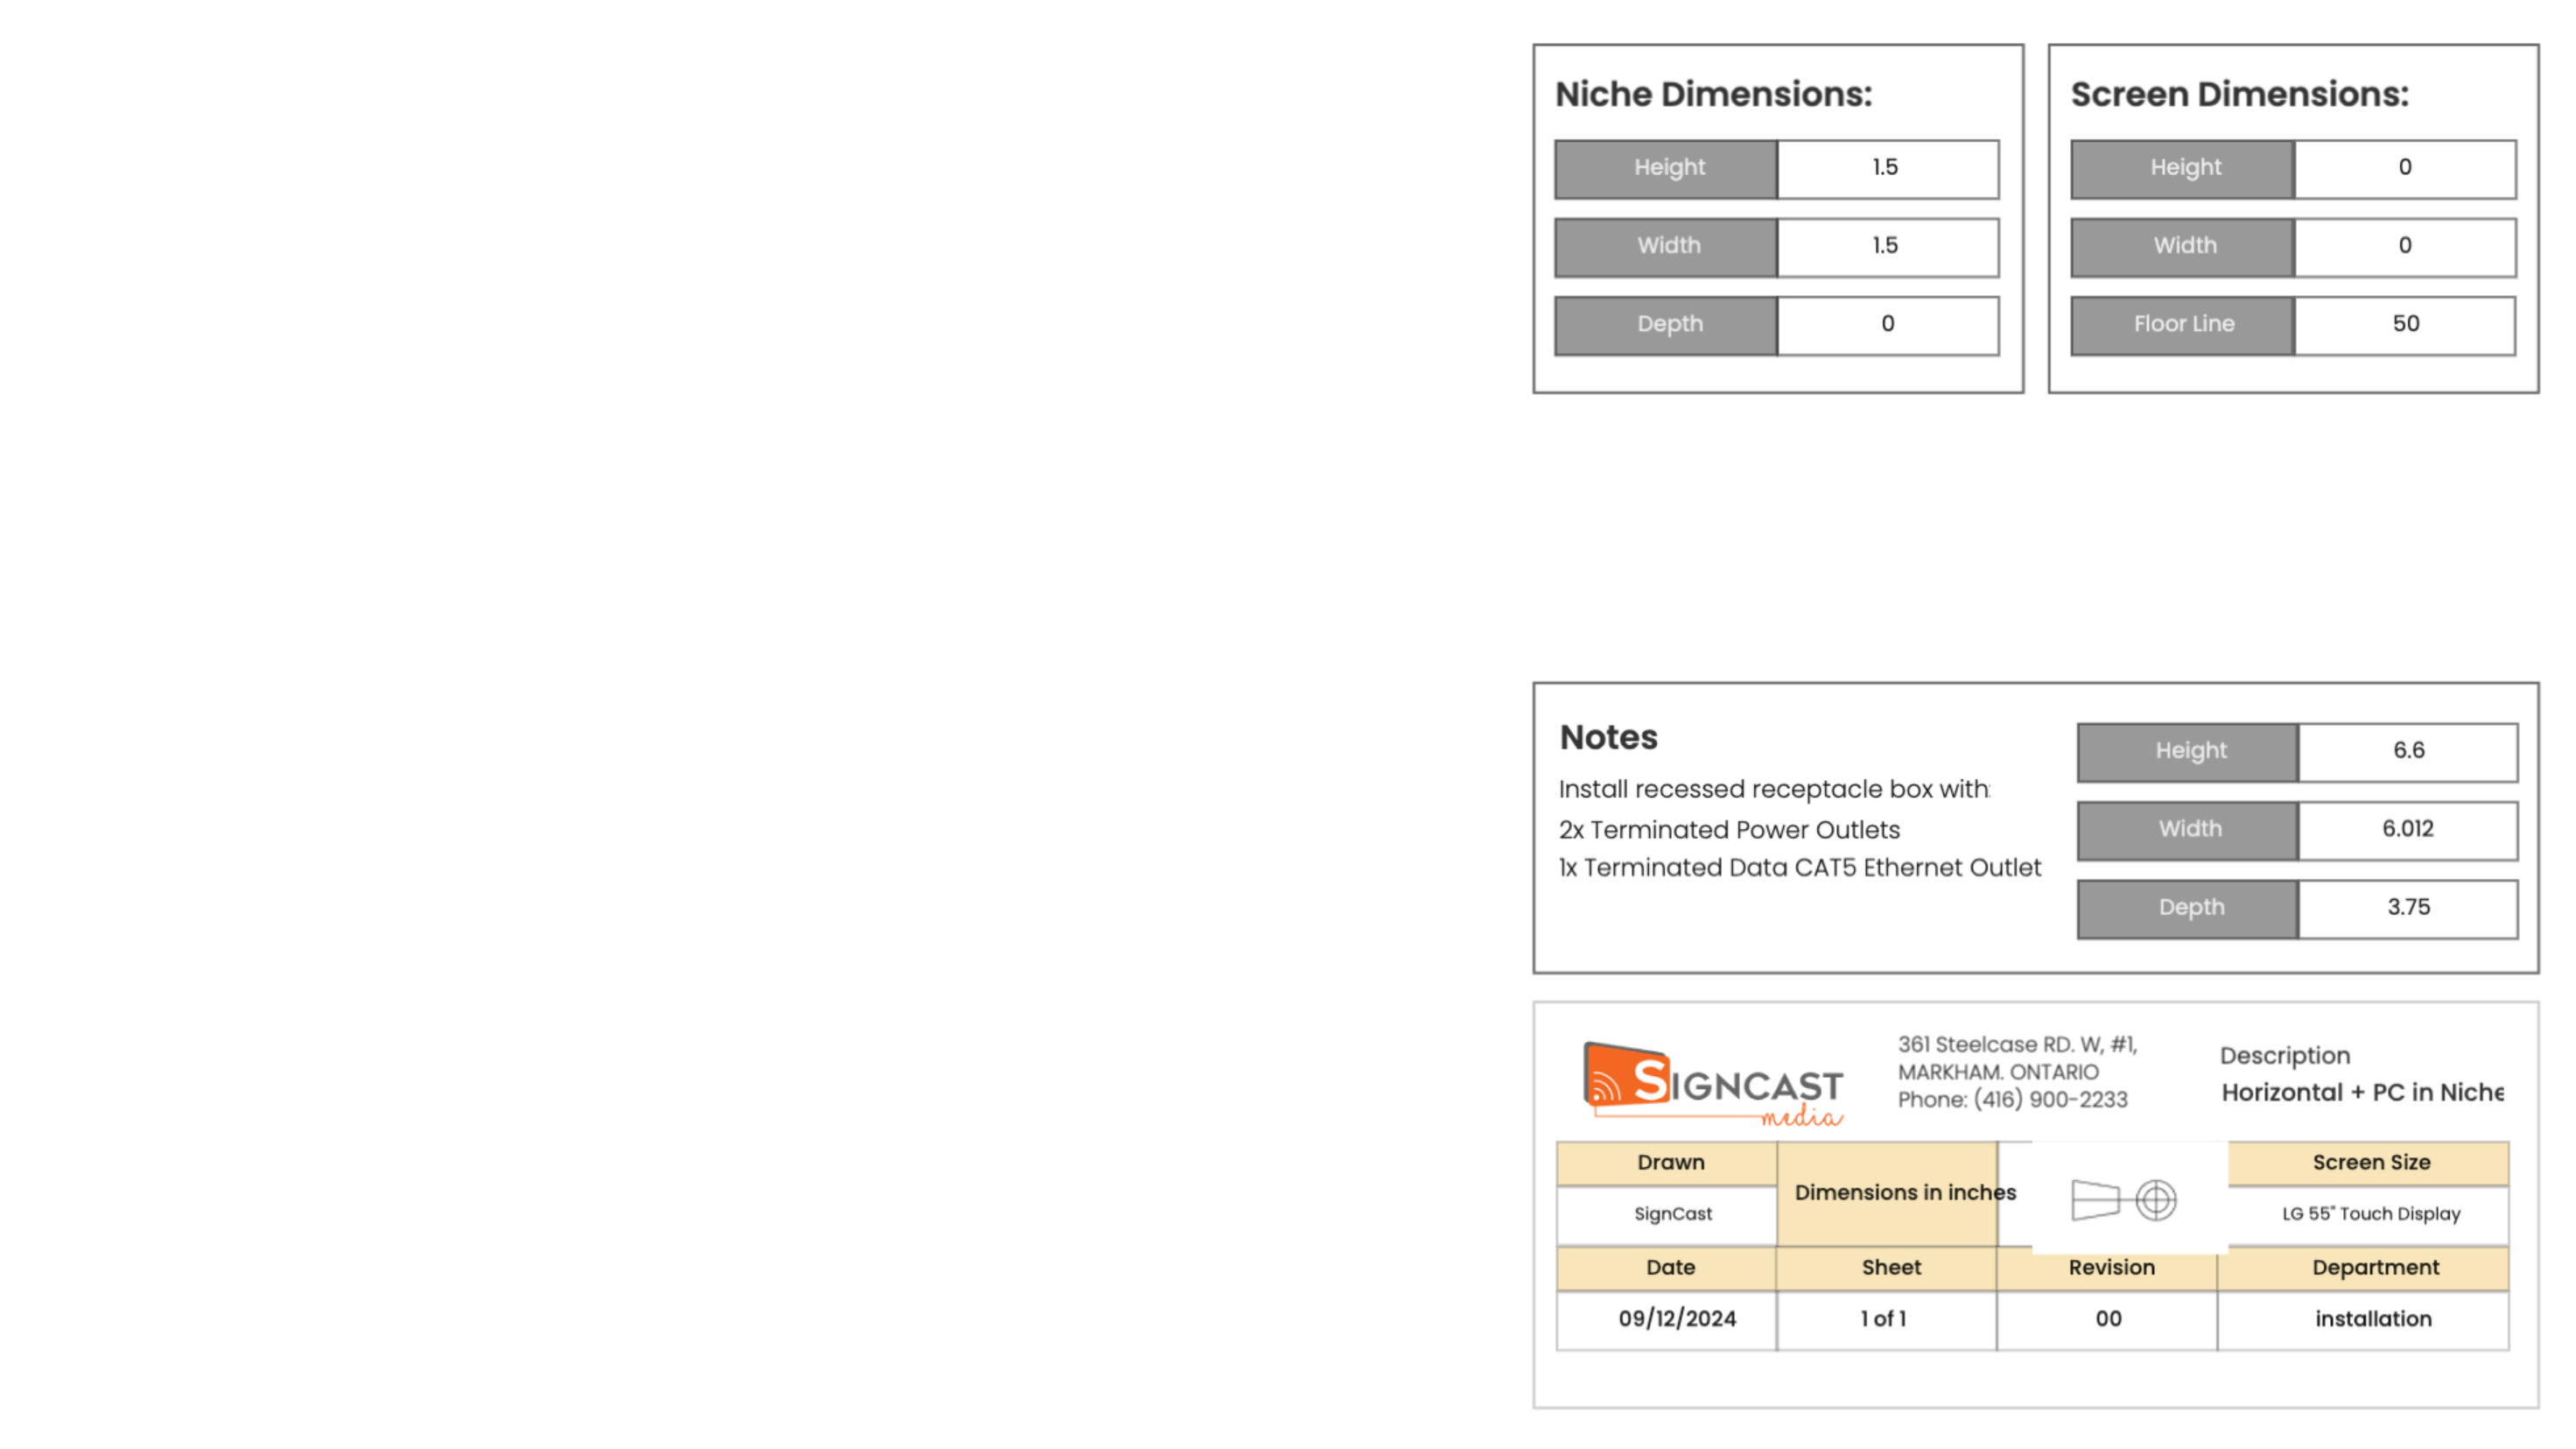 Niche Dimensions:
Height 1.5
Width 1.5
Depth 0
Screen Dimensions:
Height 0
Width 0
Floor Line 50
Notes
Install recessed receptacle box with:
2x Terminated Power Outlets
1x Terminated Data CAT5 Ethernet Outlet
Height 6.6
Width 6.012
Depth 3.75
SIGNCAST
media
361 Steelcase RD. W, #1,
MARKHAM. ONTARIO
Phone: (416) 900-2233
Description
Horizontal + PC in Niche
Drawn
SignCast
Dimensions in inches
Screen Size
LG 55" Touch Display
Date Sheet Revision Department
09/12/2024 1 of 1 00 installation